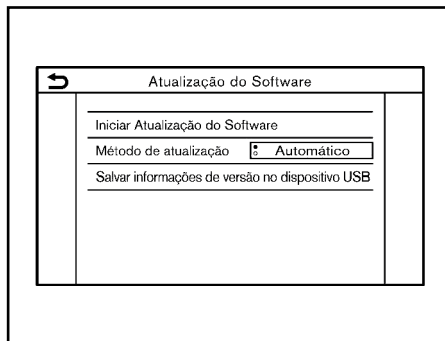 Atualização do Software
Iniciar Atualização do Software
Método de atualização Automático
Salvar informações de versão no dispositivo USB